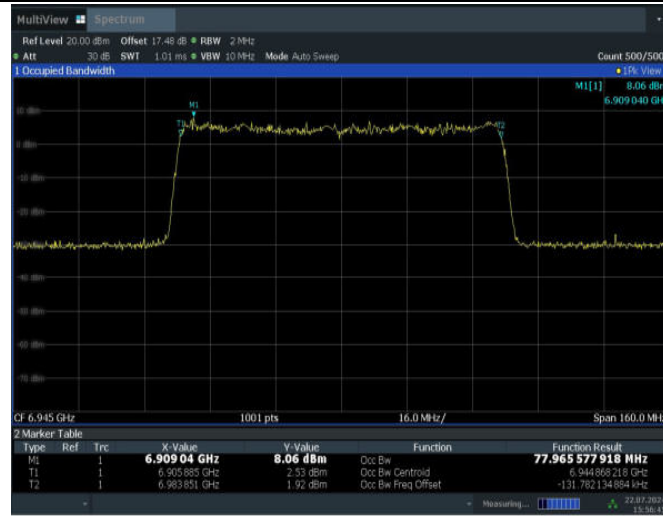 MultiView Spectrum
Ref Level 20.00 dBm Offset 17.48 dB RBW 2 MHz
Att 30 dB SWT 1.01 ms VBW 10 MHz Mode Auto Sweep Count 500/500
1 Occupied Bandwidth 1Pk View
M1[1] 8.06 dBm
6.909 040 GH
M1
T1
T2
10 dBm
0 dBm
-10 dBm
-20 dBm
-40 dBm
-50 dBm
-60 dBm
-70 dBm
CF 6.945 GHz 1001 pts 16.0 MHz/ Span 160.0 MH
2 Marker Table
Type Ref Trc X-Value Y-Value Function Function Result
M1 1 6.909 04 GHz 8.06 dBm Occ Bw 77.965 577 918 MHz
T1 1 6.905 885 GHz 2.53 dBm Occ Bw Centroid 6.944 868 218 GHz
T2 1 6.983 851 GHz 1.92 dBm Occ Bw Freq Offset -131.782 134 884 kHz
Measuring... 22.07.202
15:56:4